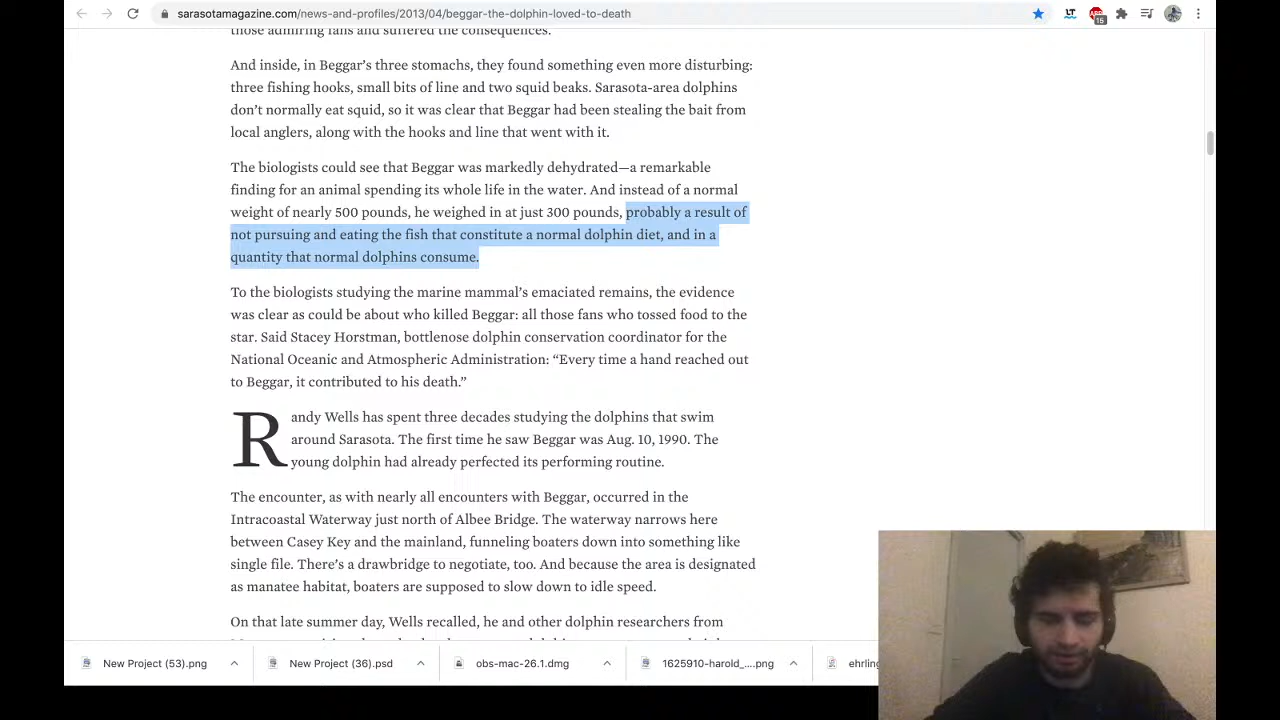 sarasotamagazine.com/news-and-profiles/2013/04/beggar-the-dolphin-loved-to-death
LT
15
those admiring fans and suffered the consequences.
And inside, in Beggar’s three stomachs, they found something even more disturbing:
three fishing hooks, small bits of line and two squid beaks. Sarasota-area dolphins
don’t normally eat squid, so it was clear that Beggar had been stealing the bait from
local anglers, along with the hooks and line that went with it.
The biologists could see that Beggar was markedly dehydrated—a remarkable
finding for an animal spending its whole life in the water. And instead of a normal
weight of nearly 500 pounds, he weighed in at just 300 pounds, probably a result of
not pursuing and eating the fish that constitute a normal dolphin diet, and in a
quantity that normal dolphins consume.
To the biologists studying the marine mammal’s emaciated remains, the evidence
was clear as could be about who killed Beggar: all those fans who tossed food to the
star. Said Stacey Horstman, bottlenose dolphin conservation coordinator for the
National Oceanic and Atmospheric Administration: “Every time a hand reached out
to Beggar, it contributed to his death.”
Randy Wells has spent three decades studying the dolphins that swim
around Sarasota. The first time he saw Beggar was Aug. 10, 1990. The
young dolphin had already perfected its performing routine.
The encounter, as with nearly all encounters with Beggar, occurred in the
Intracoastal Waterway just north of Albee Bridge. The waterway narrows here
between Casey Key and the mainland, funneling boaters down into something like
single file. There’s a drawbridge to negotiate, too. And because the area is designated
as manatee habitat, boaters are supposed to slow down to idle speed.
On that late summer day, Wells recalled, he and other dolphin researchers from
New Project (53).png
New Project (36).psd
obs-mac-26.1.dmg
1625910-harold_....png
ehrling